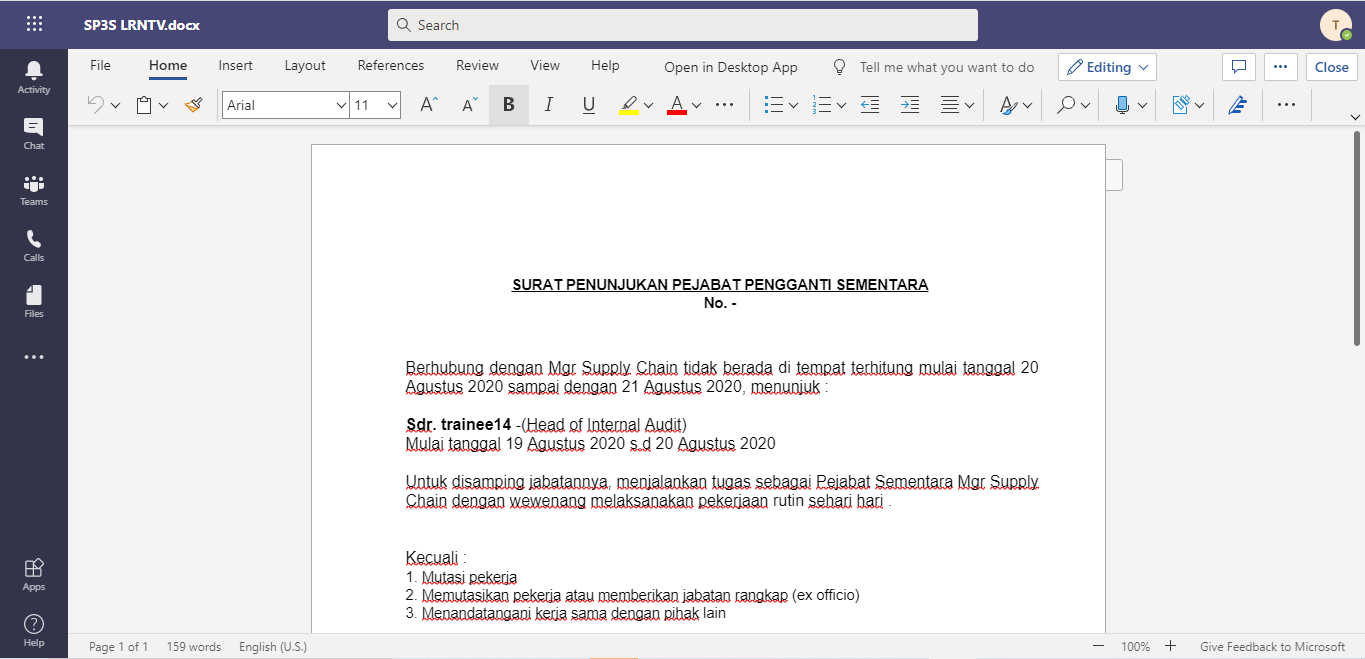 SP3S LRNTV.docx
Search
T
Activity
Chat
Teams
Calls
Files
Apps
Help
File Home Insert Layout References Review View Help Open in Desktop App Tell me what you want to do Editing Close
Arial 11 A A B I U A
SURAT PENUNJUKAN PEJABAT PENGGANTI SEMENTARA
No. -
Berhubung dengan Mgr Supply Chain tidak berada di tempat terhitung mulai tanggal 20
Agustus 2020 sampai dengan 21 Agustus 2020, menunjuk :
Sdr. trainee14 -(Head of Internal Audit)
Mulai tanggal 19 Agustus 2020 s.d 20 Agustus 2020
Untuk disamping jabatannya, menjalankan tugas sebagai Pejabat Sementara Mgr Supply
Chain dengan wewenang melaksanakan pekerjaan rutin sehari hari .
Kecuali :
1. Mutasi pekerja
2. Memutasikan pekerja atau memberikan jabatan rangkap (ex officio)
3. Menandatangani kerja sama dengan pihak lain
Page 1 of 1 159 words English (U.S.) 100% Give Feedback to Microsoft